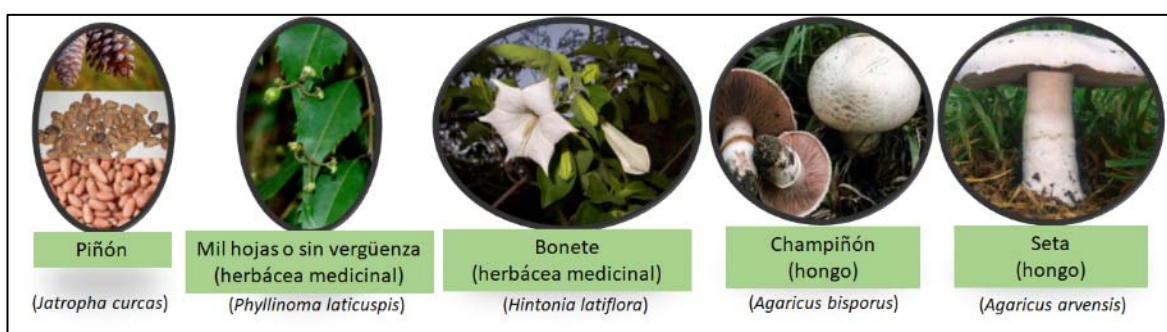 Piñón
Mil hojas o sin vergüenza
(herbácea medicinal)
Bonete
(herbácea medicinal)
Champiñón
(hongo)
Seta
(hongo)
(Jatropha curcas)
(Phyllinoma laticuspis)
(Hintonia latiflora)
(Agaricus bisporus)
(Agaricus arvensis)